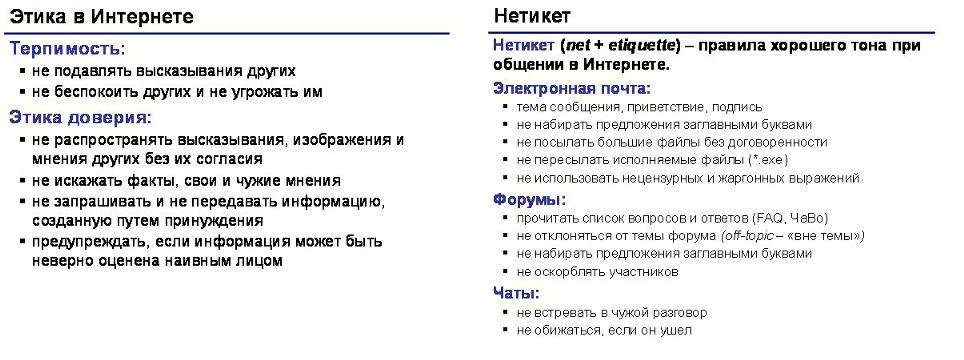 Этика в Интернете
Терпимость:
▪ не подавлять высказывания других
▪ не беспокоить других и не угрожать им
Этика доверия:
▪ не распространять высказывания, изображения и
мнения других без их согласия
▪ не искажать факты, свои и чужие мнения
▪ не запрашивать и не передавать информацию,
созданную путем принуждения
▪ предупреждать, если информация может быть
неверно оценена наивным лицом
Нетикет
Нетикет (net + etiquette) – правила хорошего тона при
общении в Интернете.
Электронная почта:
▪ тема сообщения, приветствие, подпись
▪ не набирать предложения заглавными буквами
▪ не посылать большие файлы без договоренности
▪ не пересылать исполняемые файлы (*.exe)
▪ не использовать нецензурных и жаргонных выражений
Форумы:
▪ прочитать список вопросов и ответов (FAQ, ЧаВо)
▪ не отклоняться от темы форума (off-topic – «вне темы»)
▪ не набирать предложения заглавными буквами
▪ не оскорблять участников
Чаты:
▪ не встревать в чужой разговор
▪ не обижаться, если он ушел